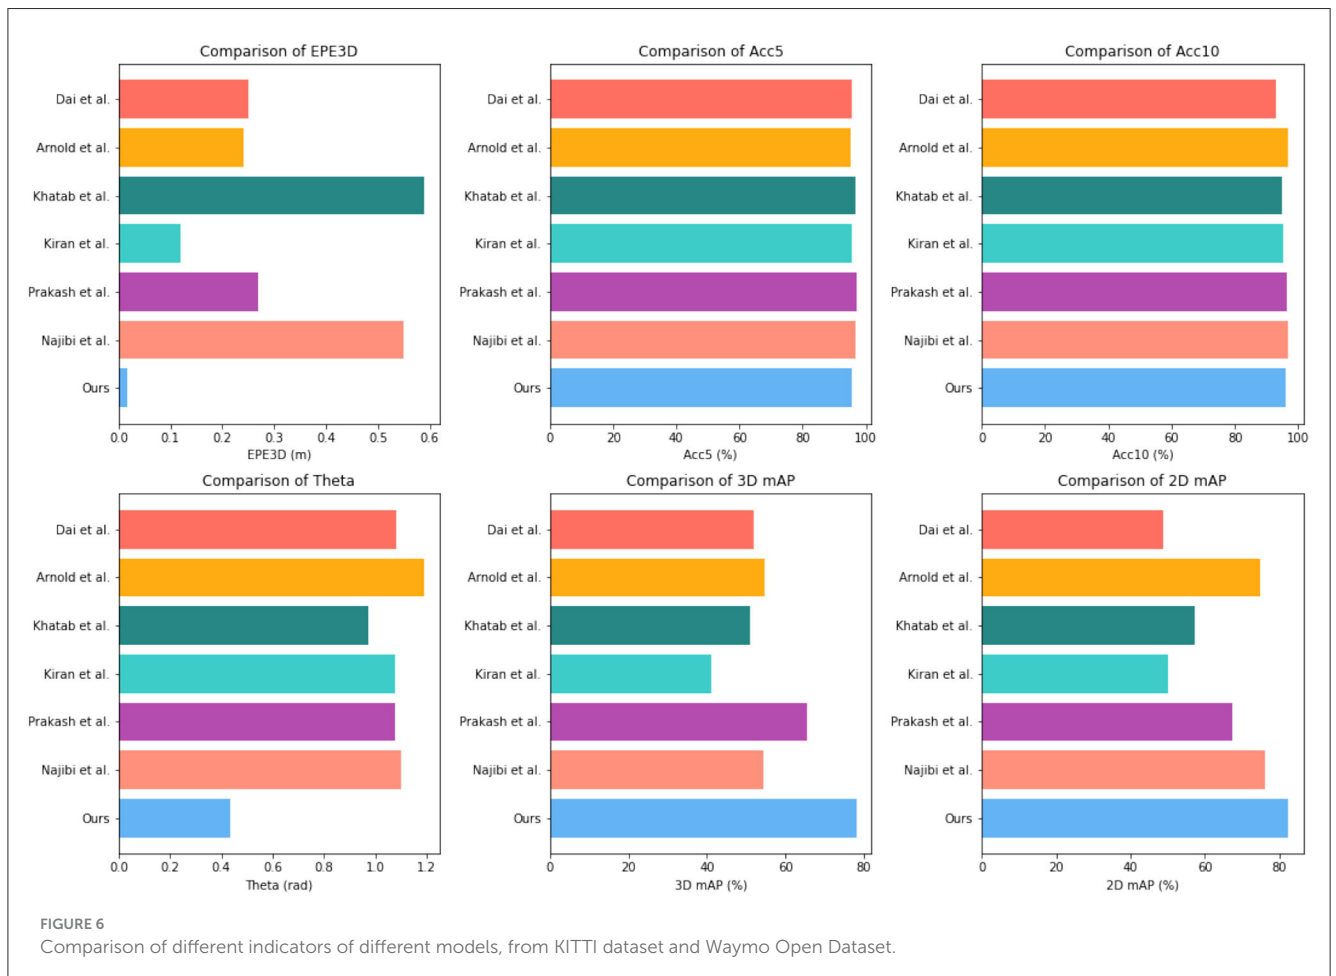 Comparison of EPE3D
Dai et al.
Arnold et al.
Khatab et al.
Kiran et al.
Prakash et al.
Najibi et al.
Ours
0.0 0.1 0.2 0.3 0.4 0.5 0.6
EPE3D (m)
Comparison of Acc5
Dai et al.
Arnold et al.
Khatab et al.
Kiran et al.
Prakash et al.
Najibi et al.
Ours
0 20 40 60 80 100
Acc5 (%)
Comparison of Acc10
Dai et al.
Arnold et al.
Khatab et al.
Kiran et al.
Prakash et al.
Najibi et al.
Ours
0 20 40 60 80 100
Acc10 (%)
Comparison of Theta
Dai et al.
Arnold et al.
Khatab et al.
Kiran et al.
Prakash et al.
Najibi et al.
Ours
0.0 0.2 0.4 0.6 0.8 1.0 1.2
Theta (rad)
Comparison of 3D mAP
Dai et al.
Arnold et al.
Khatab et al.
Kiran et al.
Prakash et al.
Najibi et al.
Ours
0 20 40 60 80
3D mAP (%)
Comparison of 2D mAP
Dai et al.
Arnold et al.
Khatab et al.
Kiran et al.
Prakash et al.
Najibi et al.
Ours
0 20 40 60 80
2D mAP (%)
FIGURE 6
Comparison of different indicators of different models, from KITTI dataset and Waymo Open Dataset.